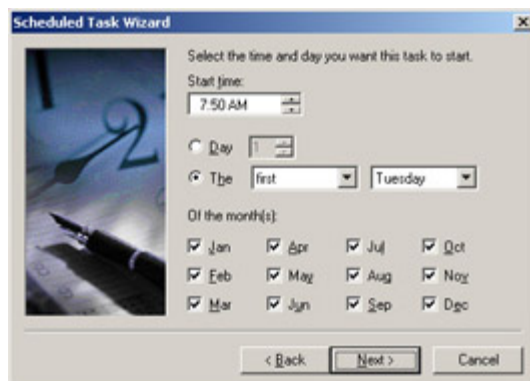 Scheduled Task Wizard
Select the time and day you want this task to start.
Start time:
7:50 AM
Day 1
The first Tuesday
Of the month(s):
Jan Apr Jul Oct
Feb May Aug Nov
Mar Jun Sep Dec
< Back Next > Cancel
2